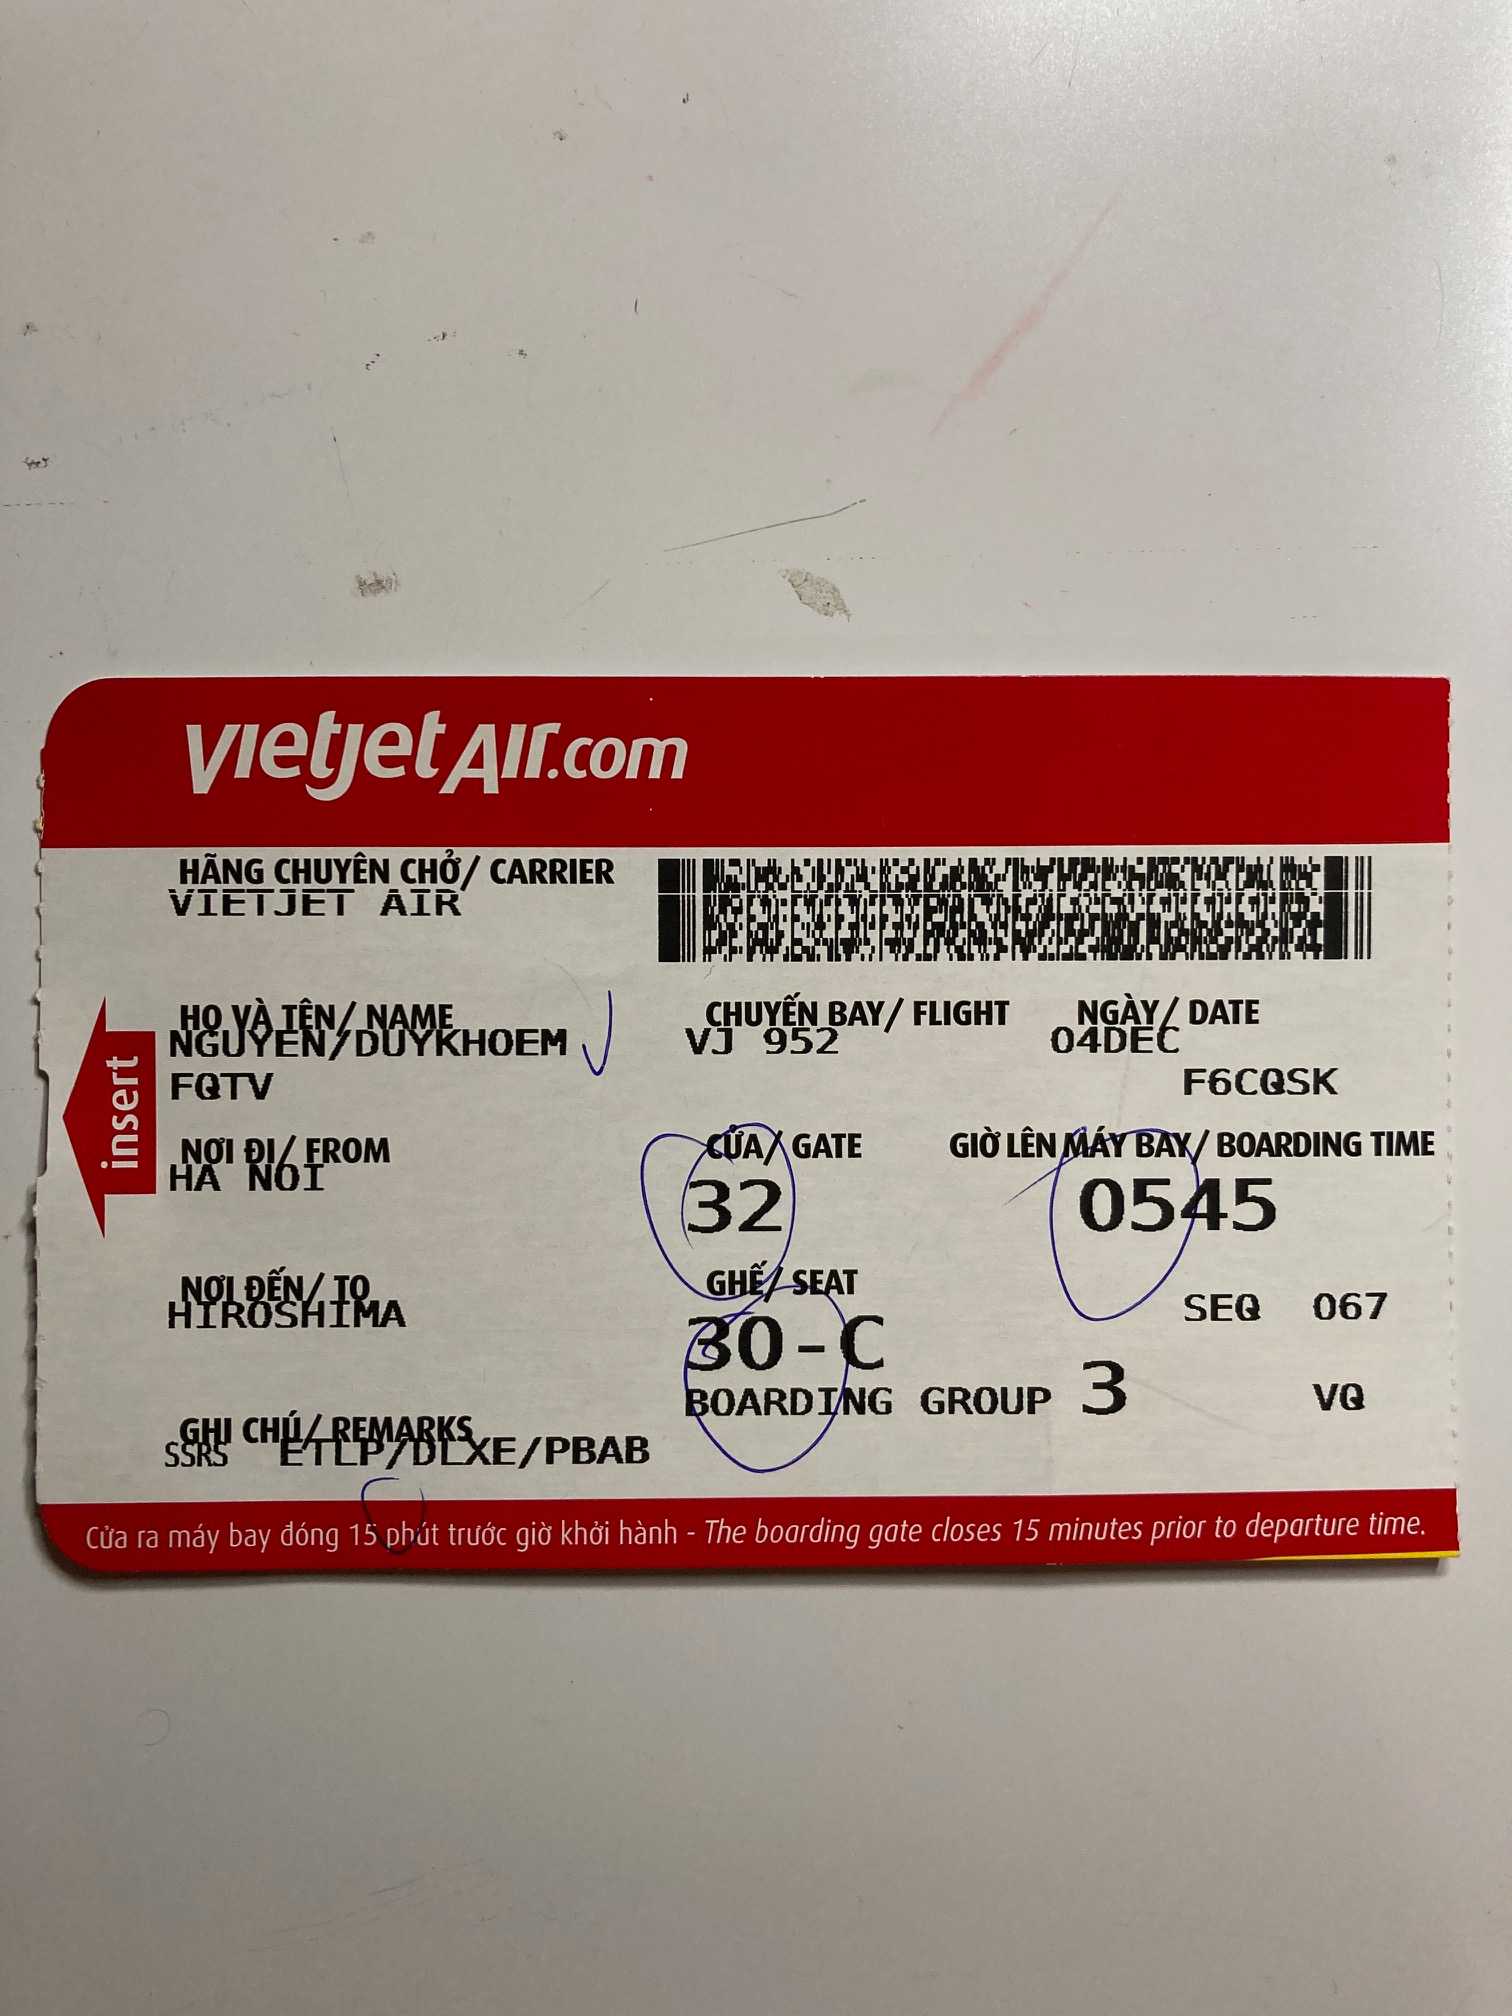 vietjetAir.com
HÃNG CHUYÊN CHỞ/ CARRIER
VIETJET AIR
HỌ VÀ TÊN/ NAME CHUYẾN BAY/ FLIGHT NGÀY/ DATE
NGUYEN/DUYKHOEM VJ 952 04DEC
FQTV F6CQSK
NƠI ĐI/ FROM CỬA/ GATE GIỜ LÊN MÁY BAY/ BOARDING TIME
HA NOI 32 0545
insert
NƠI ĐẾN/ TO GHẾ/ SEAT
HIROSHIMA 30-C SEQ 067
BOARDING GROUP 3 VQ
GHI CHÚ/ REMARKS
SSRS ETLP/DLXE/PBAB
Cửa ra máy bay đóng 15 phút trước giờ khởi hành - The boarding gate closes 15 minutes prior to departure time.